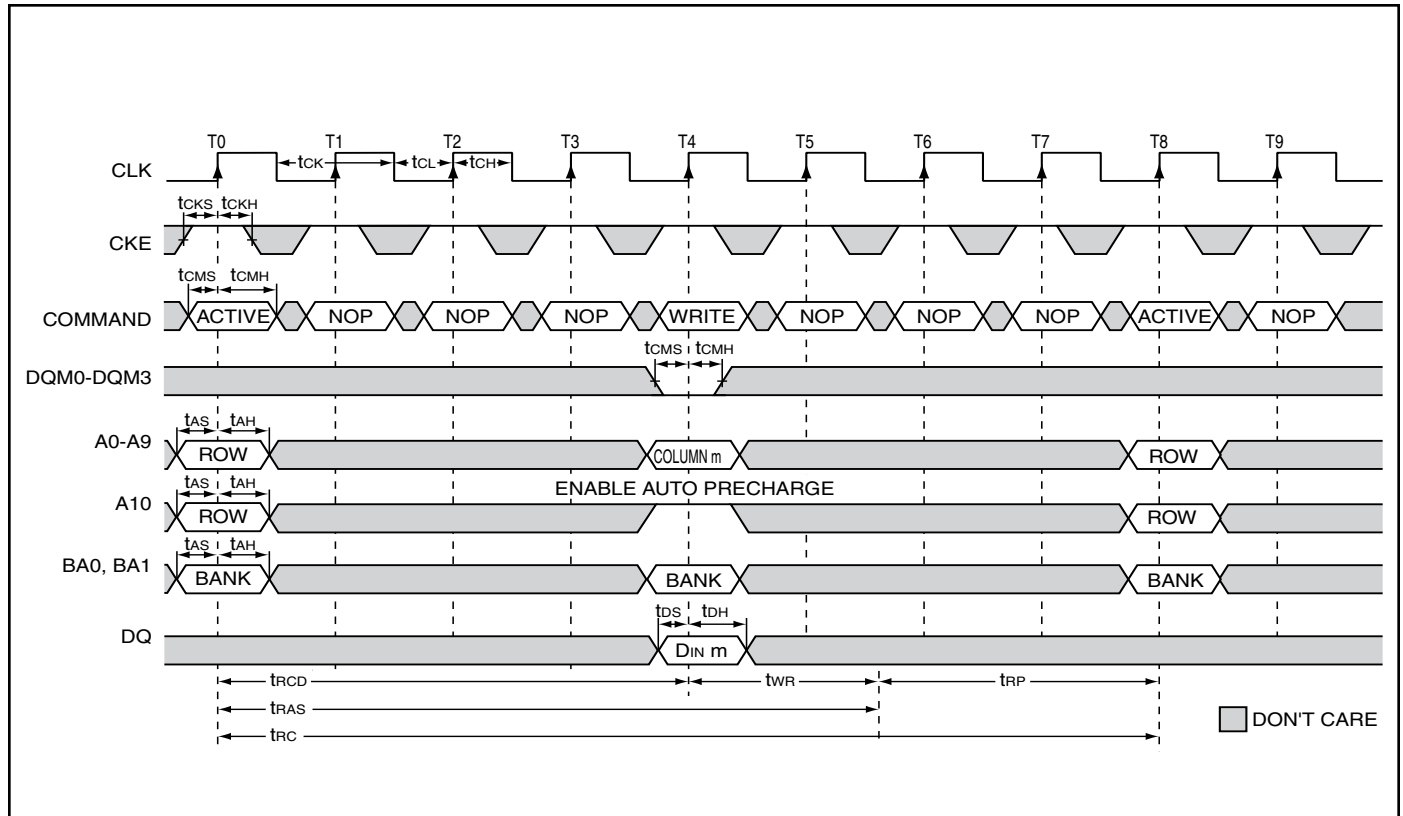 T0 T1 T2 T3 T4 T5 T6 T7 T8 T9
CLK tCK tCL tCH
tCKS tCKH
CKE
tCMS tCMH
COMMAND ACTIVE NOP NOP NOP WRITE NOP NOP NOP ACTIVE NOP
tCMS tCMH
DQM0-DQM3
tAS tAH
A0-A9 ROW COLUMN m ROW
tAS tAH ENABLE AUTO PRECHARGE
A10 ROW ROW
tAS tAH
BA0, BA1 BANK BANK BANK
tDS tDH
DQ DIN m
tRCD tWR tRP
tRAS
DON'T CARE
tRC